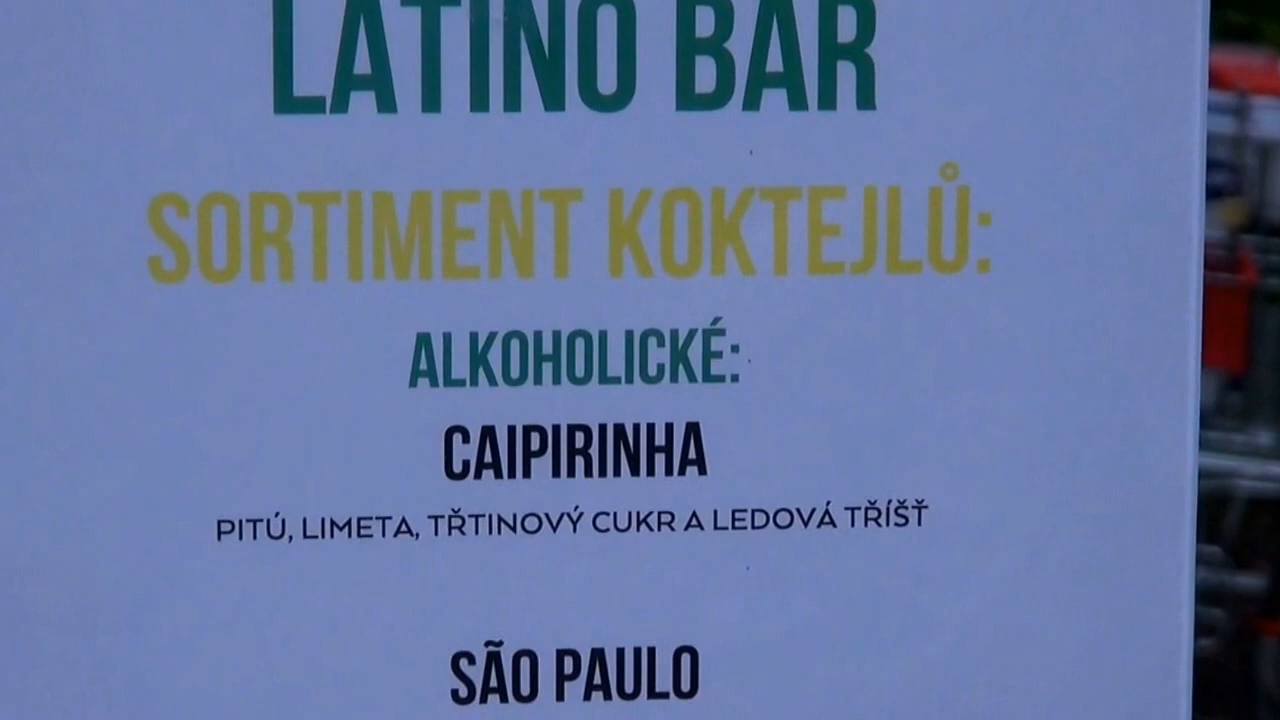 LATINO BAR
SORTIMENT KOKTEJLŮ:
ALKOHOLICKÉ:
CAIPIRINHA
PITÚ, LIMETA, TŘTINOVÝ CUKR A LEDOVÁ TŘÍŠŤ
SÃO PAULO